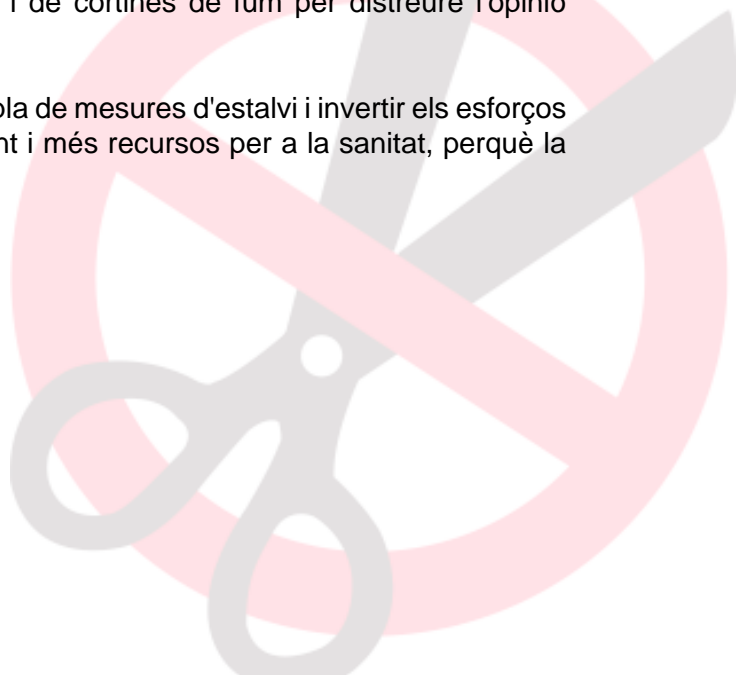 i de cortines de fum per distreure l'opinió
ola de mesures d'estalvi i invertir els esforços
nt i més recursos per a la sanitat, perquè la